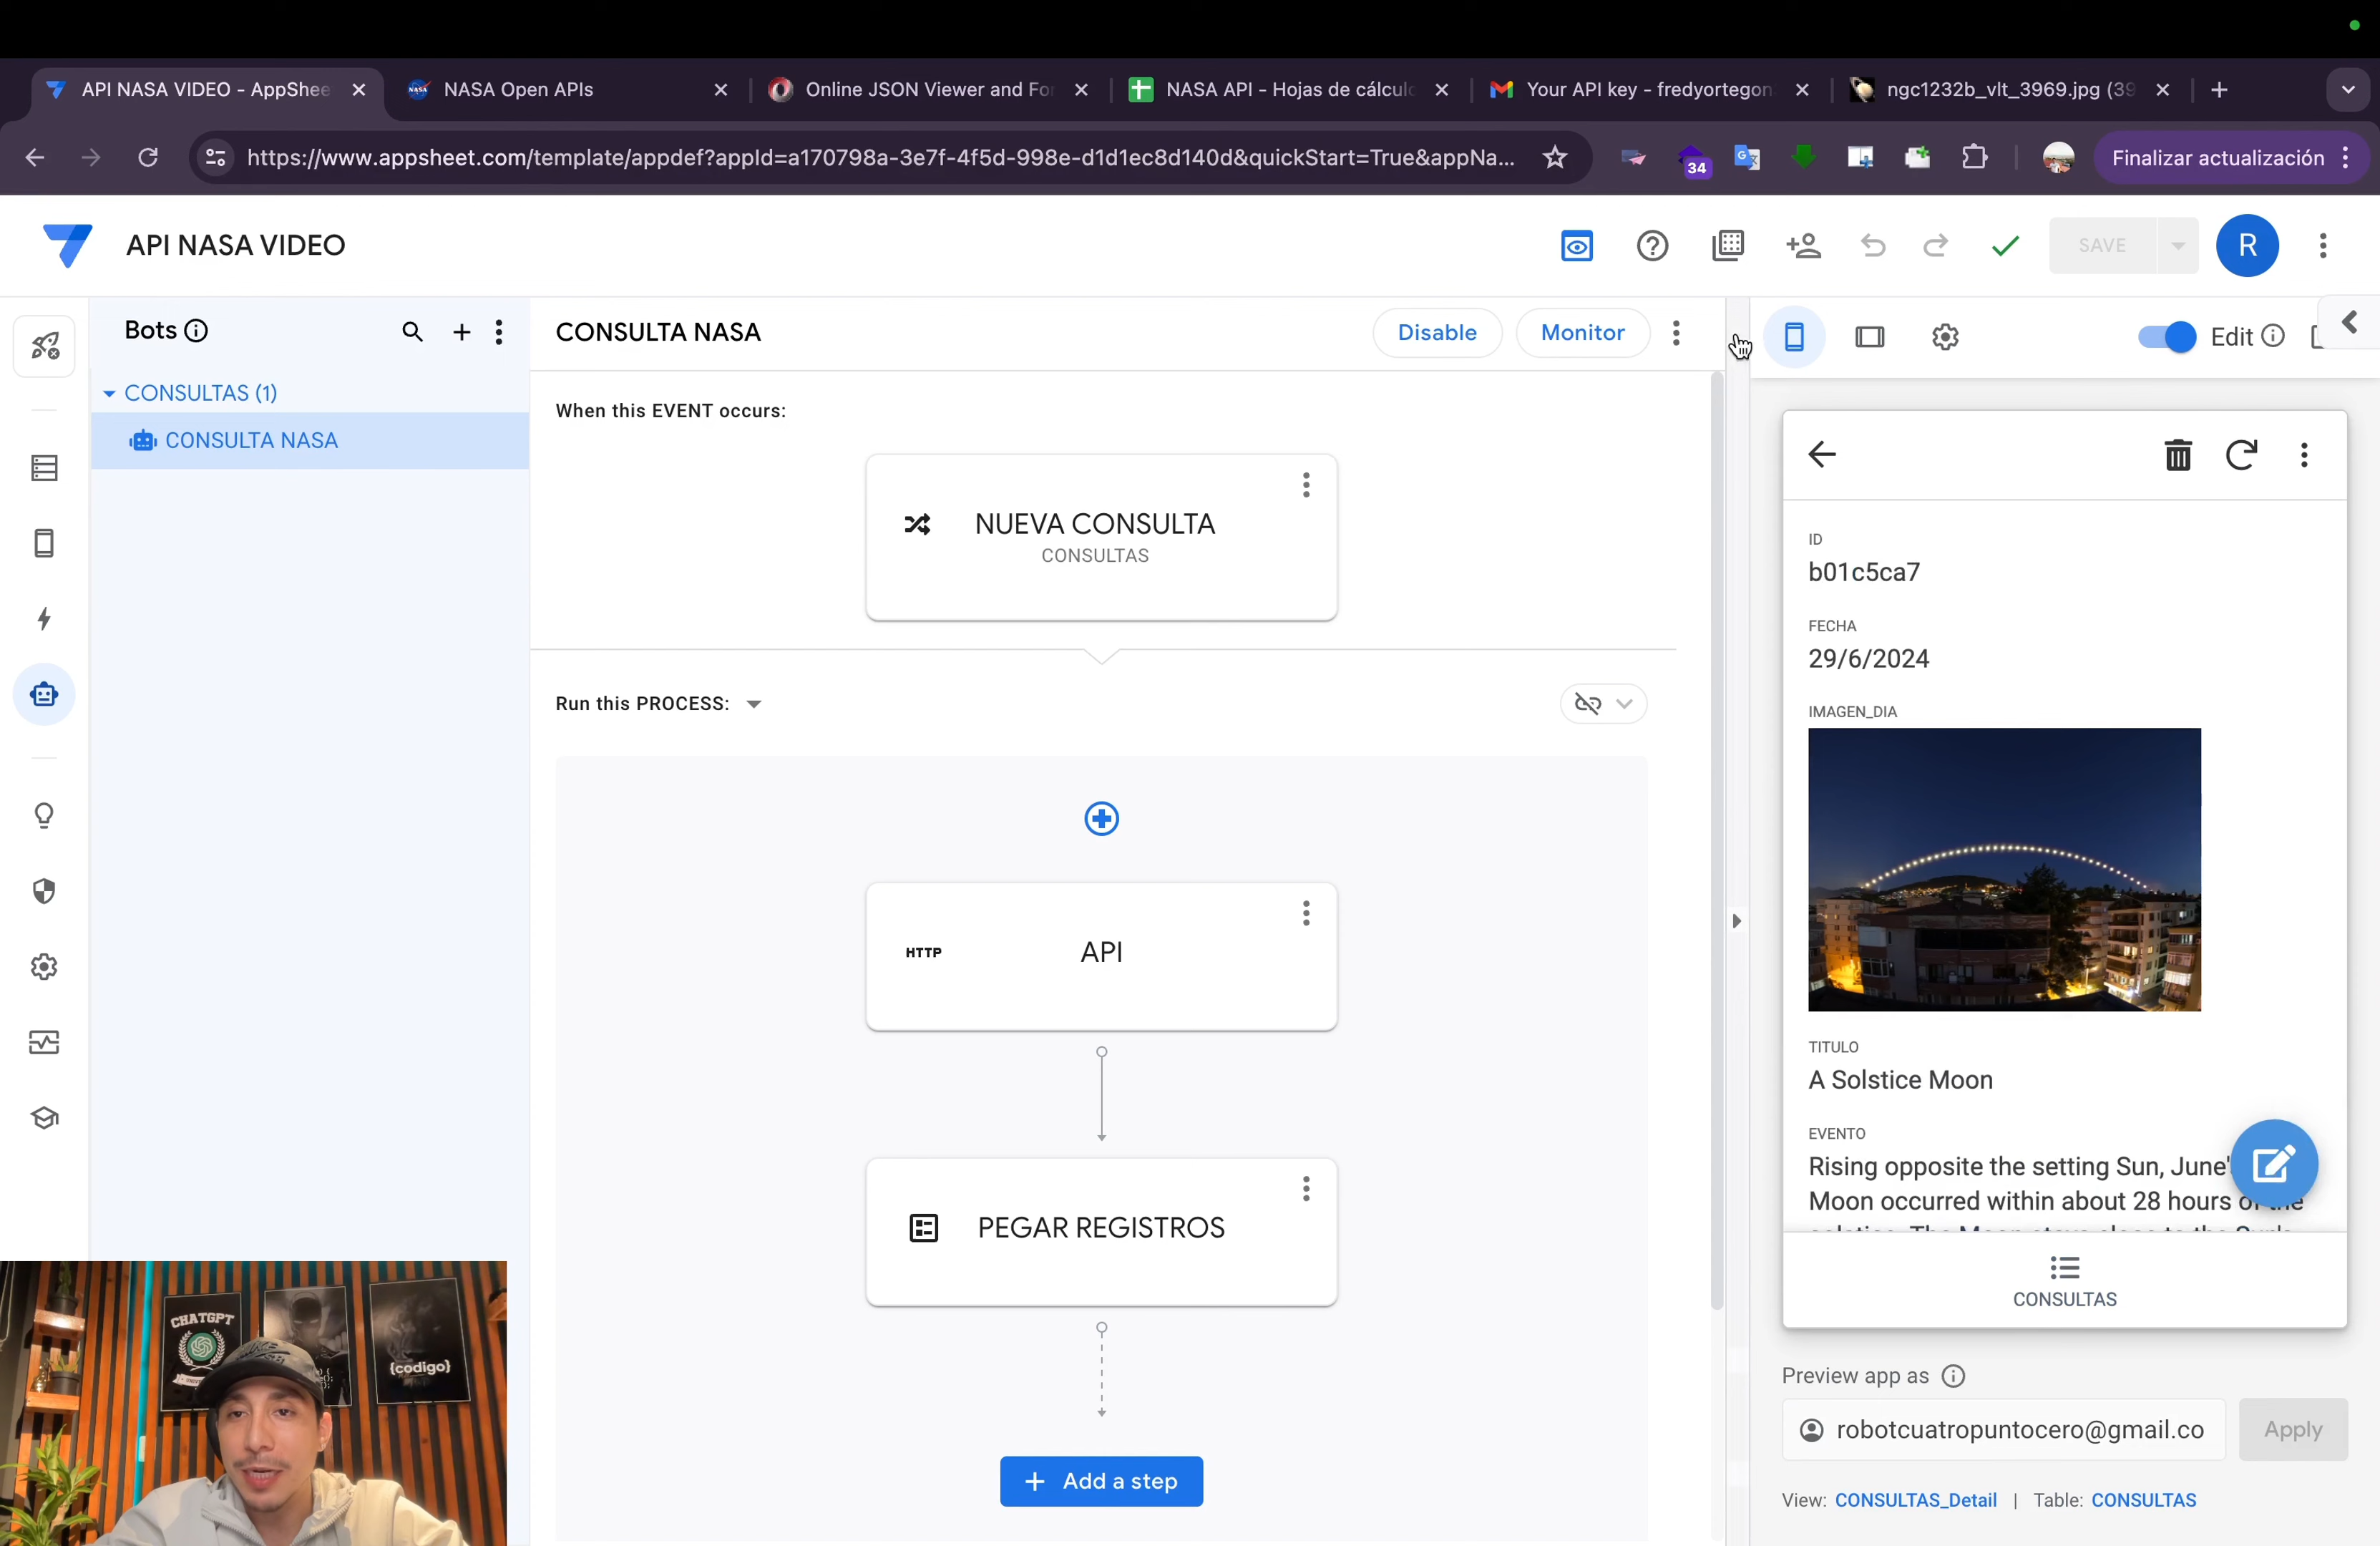 API NASA VIDEO - AppShee
NASA Open APIs
Online JSON Viewer and For
NASA API - Hojas de cálculo
Your API key - fredyortegon
ngc1232b_vlt_3969.jpg (39
https://www.appsheet.com/template/appdef?appId=a170798a-3e7f-4f5d-998e-d1d1ec8d140d&quickStart=True&appNa...
34
Finalizar actualización
API NASA VIDEO
SAVE
R
Bots
CONSULTAS (1)
CONSULTA NASA
CONSULTA NASA
Disable
Monitor
Edit
When this EVENT occurs:
NUEVA CONSULTA
CONSULTAS
Run this PROCESS:
HTTP
API
PEGAR REGISTROS
Add a step
ID
b01c5ca7
FECHA
29/6/2024
IMAGEN_DIA
TITULO
A Solstice Moon
EVENTO
Rising opposite the setting Sun, June'
Moon occurred within about 28 hours of the
CONSULTAS
Preview app as
robotcuatropuntocero@gmail.co
Apply
View: CONSULTAS_Detail | Table: CONSULTAS
CHATGPT
{codigo}